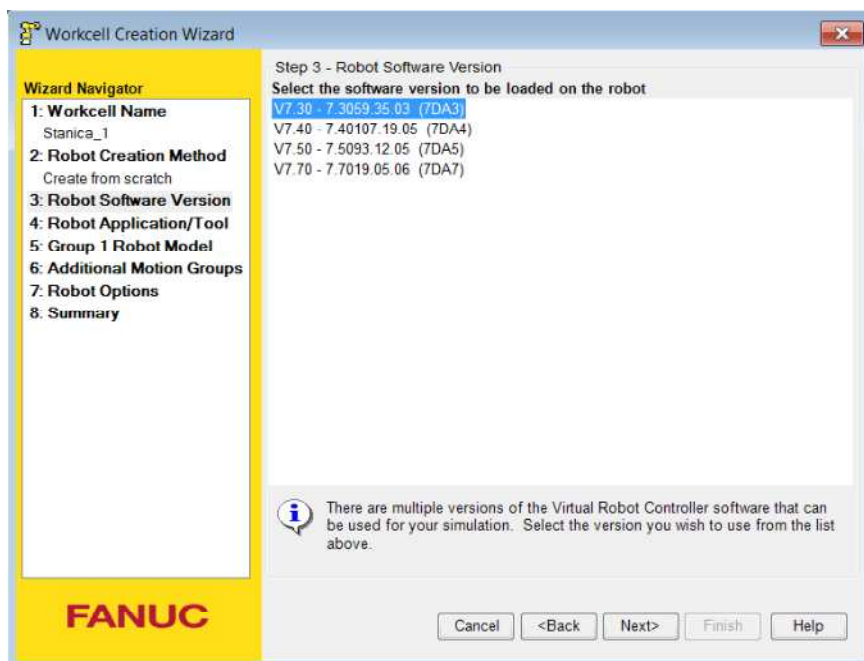 Workcell Creation Wizard
Wizard Navigator
1: Workcell Name
Stanica_1
2: Robot Creation Method
Create from scratch
3: Robot Software Version
4: Robot Application/Tool
5: Group 1 Robot Model
6: Additional Motion Groups
7: Robot Options
8. Summary
FANUC
Step 3 - Robot Software Version
Select the software version to be loaded on the robot
V7.30 - 7.3059.35.03 (7DA3)
V7.40 - 7.40107.19.05 (7DA4)
V7.50 - 7.5093.12.05 (7DA5)
V7.70 - 7.7019.05.06 (7DA7)
There are multiple versions of the Virtual Robot Controller software that can
be used for your simulation. Select the version you wish to use from the list
above.
Cancel <Back Next> Finish Help